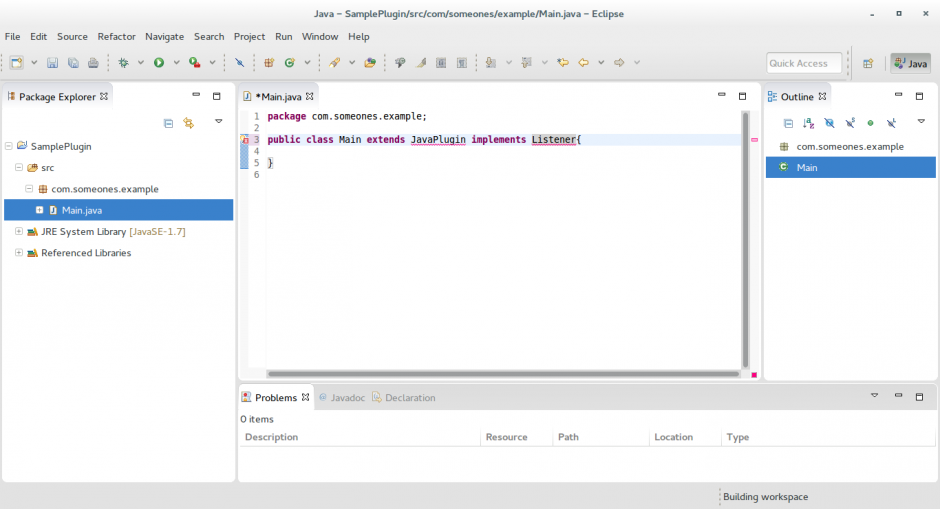 Java – SamplePlugin/src/com/someones/example/Main.java – Eclipse
File Edit Source Refactor Navigate Search Project Run Window Help
Quick Access
Java
Package Explorer
SamplePlugin
src
com.someones.example
Main.java
JRE System Library [JavaSE-1.7]
Referenced Libraries
*Main.java
1 package com.someones.example;
2
3 public class Main extends JavaPlugin implements Listener{
4
5 }
6
Outline
com.someones.example
Main
Problems Javadoc Declaration
0 items
Description Resource Path Location Type
Building workspace